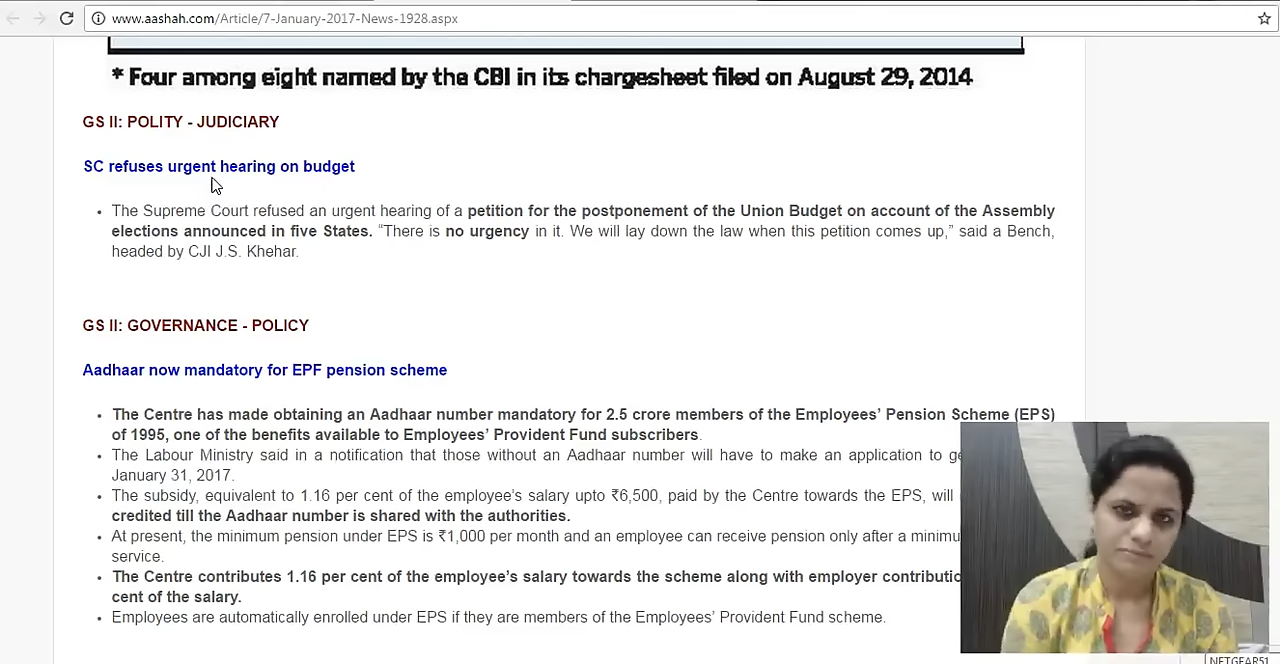 www.aashah.com/Article/7-January-2017-News-1928.aspx
* Four among eight named by the CBI in its chargesheet filed on August 29, 2014
GS II: POLITY - JUDICIARY
SC refuses urgent hearing on budget
• The Supreme Court refused an urgent hearing of a petition for the postponement of the Union Budget on account of the Assembly
elections announced in five States. “There is no urgency in it. We will lay down the law when this petition comes up,” said a Bench,
headed by CJI J.S. Khehar.
GS II: GOVERNANCE - POLICY
Aadhaar now mandatory for EPF pension scheme
• The Centre has made obtaining an Aadhaar number mandatory for 2.5 crore members of the Employees’ Pension Scheme (EPS)
of 1995, one of the benefits available to Employees’ Provident Fund subscribers.
• The Labour Ministry said in a notification that those without an Aadhaar number will have to make an application to
January 31, 2017.
• The subsidy, equivalent to 1.16 per cent of the employee’s salary upto ₹6,500, paid by the Centre towards the EPS, will
credited till the Aadhaar number is shared with the authorities.
• At present, the minimum pension under EPS is ₹1,000 per month and an employee can receive pension only after a
service.
• The Centre contributes 1.16 per cent of the employee’s salary towards the scheme along with employer
cent of the salary.
• Employees are automatically enrolled under EPS if they are members of the Employees’ Provident Fund scheme.
NETGEAR51